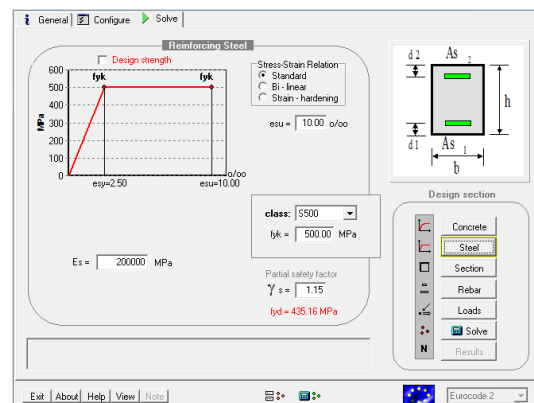 General Configure Solve
Reinforcing Steel
Design strength
600
500
400
300
200
100
0
MPa
fyk fyk
o/oo
esy=2.50 esu=10.00
Stress-Strain Relation
Standard
Bi - linear
Strain - hardening
esu = 10.00 o/oo
class: S500
fyk = 500.00 MPa
Es = 200000 MPa
Partial safety factor
γ s = 1.15
fyd = 435.16 MPa
d 2 As 2
h
d 1 As 1
b
Design section
Concrete
Steel
Section
Rebar
Loads
Solve
N Results
Exit About Help View Note
Eurocode 2